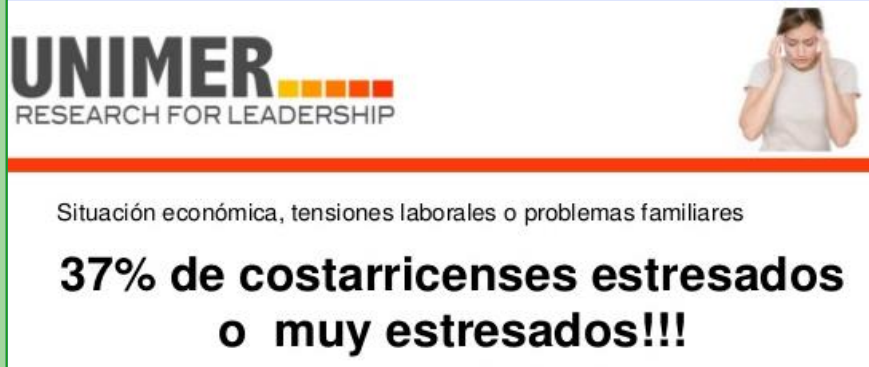 UNIMER
RESEARCH FOR LEADERSHIP
Situación económica, tensiones laborales o problemas familiares
37% de costarricenses estresados
o muy estresados!!!